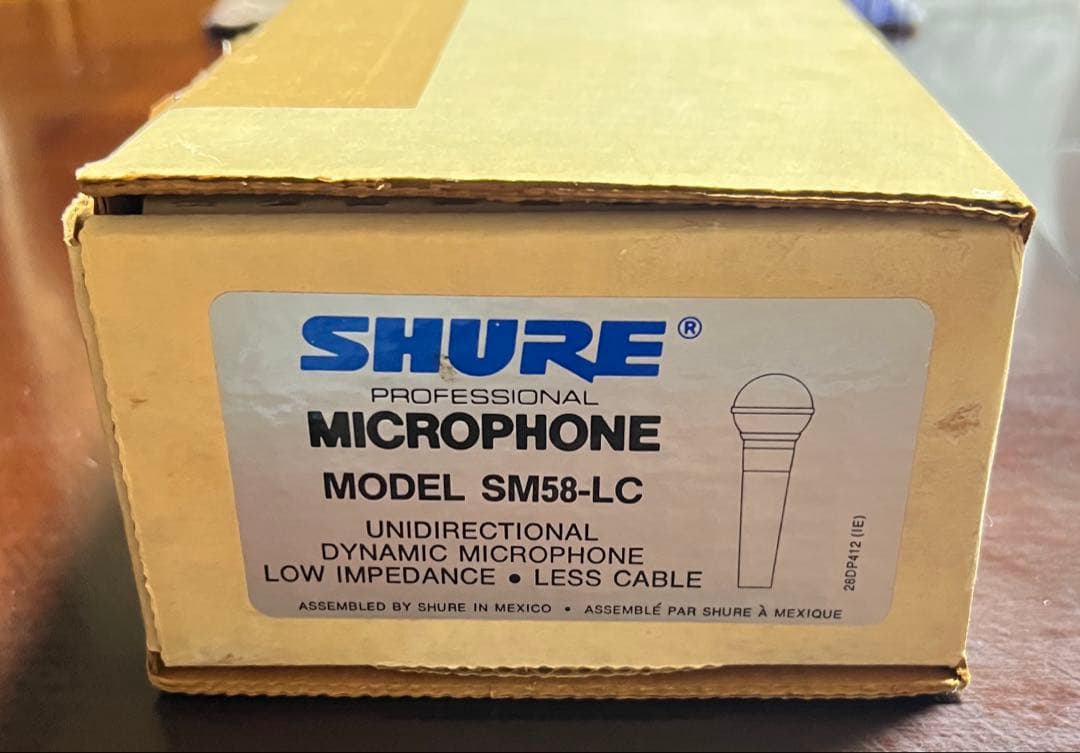 SHURE®
PROFESSIONAL
MICROPHONE
MODEL SM58-LC
UNIDIRECTIONAL
DYNAMIC MICROPHONE
LOW IMPEDANCE • LESS CABLE
ASSEMBLED BY SHURE IN MEXICO • ASSEMBLÉ PAR SHURE À MEXIQUE
26DP412 (IE)